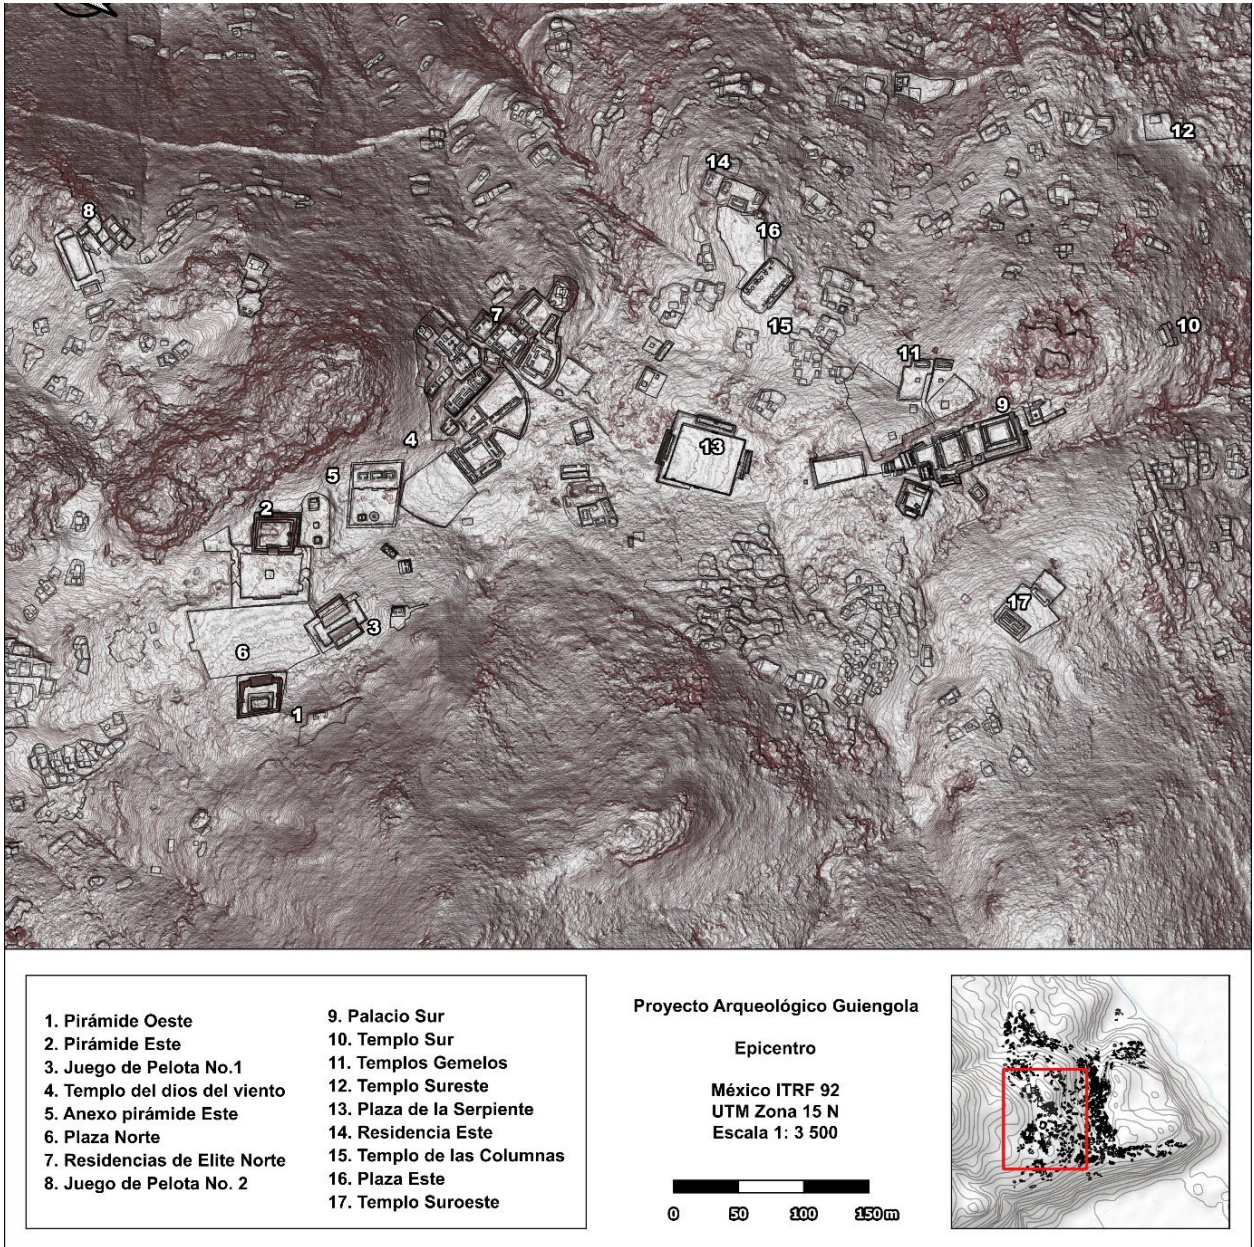 8
14
12
16
7
15
10
11
4
9
13
5
2
17
3
6
1
1. Pirámide Oeste
2. Pirámide Este
3. Juego de Pelota No.1
4. Templo del dios del viento
5. Anexo pirámide Este
6. Plaza Norte
7. Residencias de Elite Norte
8. Juego de Pelota No. 2
9. Palacio Sur
10. Templo Sur
11. Templos Gemelos
12. Templo Sureste
13. Plaza de la Serpiente
14. Residencia Este
15. Templo de las Columnas
16. Plaza Este
17. Templo Suroeste
Proyecto Arqueológico Guiengola
Epicentro
México ITRF 92
UTM Zona 15 N
Escala 1: 3 500
0 50 100 150 m